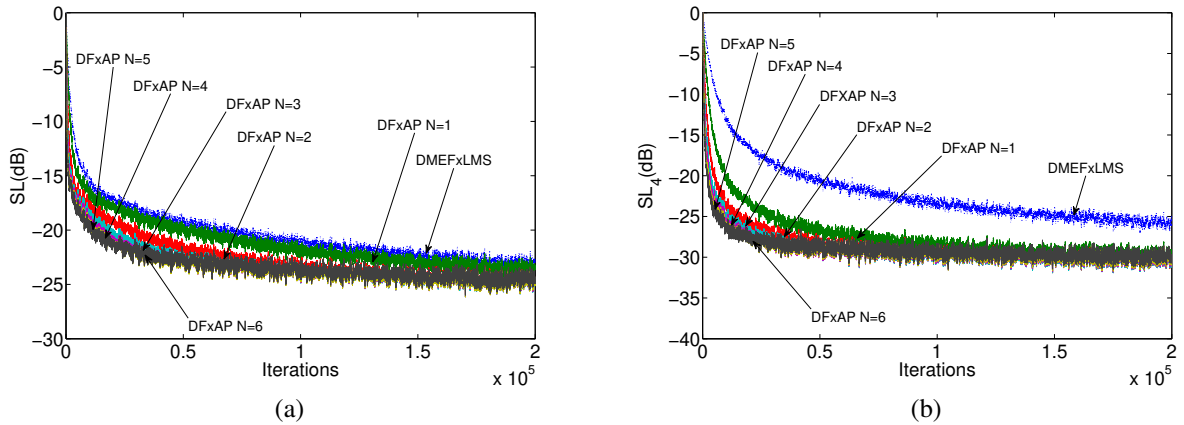 0
−5
−10
−15
−20
−25
−30
SL(dB)
DFxAP N=5
DFxAP N=4
DFxAP N=3
DFxAP N=2
DFxAP N=1
DMEFxLMS
DFxAP N=6
0
0.5
1
1.5
2
Iterations
x 10^5
(a)
0
−5
−10
−15
−20
−25
−30
−35
−40
SL_4(dB)
DFxAP N=5
DFxAP N=4
DFXAP N=3
DFxAP N=2
DFxAP N=1
DMEFxLMS
DFxAP N=6
0
0.5
1
1.5
2
Iterations
x 10^5
(b)